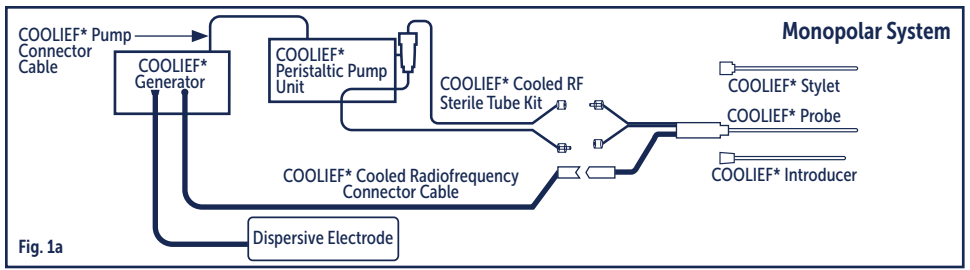 Monopolar System
COOLIEF* Pump
Connector
Cable
COOLIEF*
Generator
COOLIEF*
Peristaltic Pump
Unit
COOLIEF* Cooled RF
Sterile Tube Kit
COOLIEF* Stylet
COOLIEF* Probe
COOLIEF* Introducer
COOLIEF* Cooled Radiofrequency
Connector Cable
Dispersive Electrode
Fig. 1a